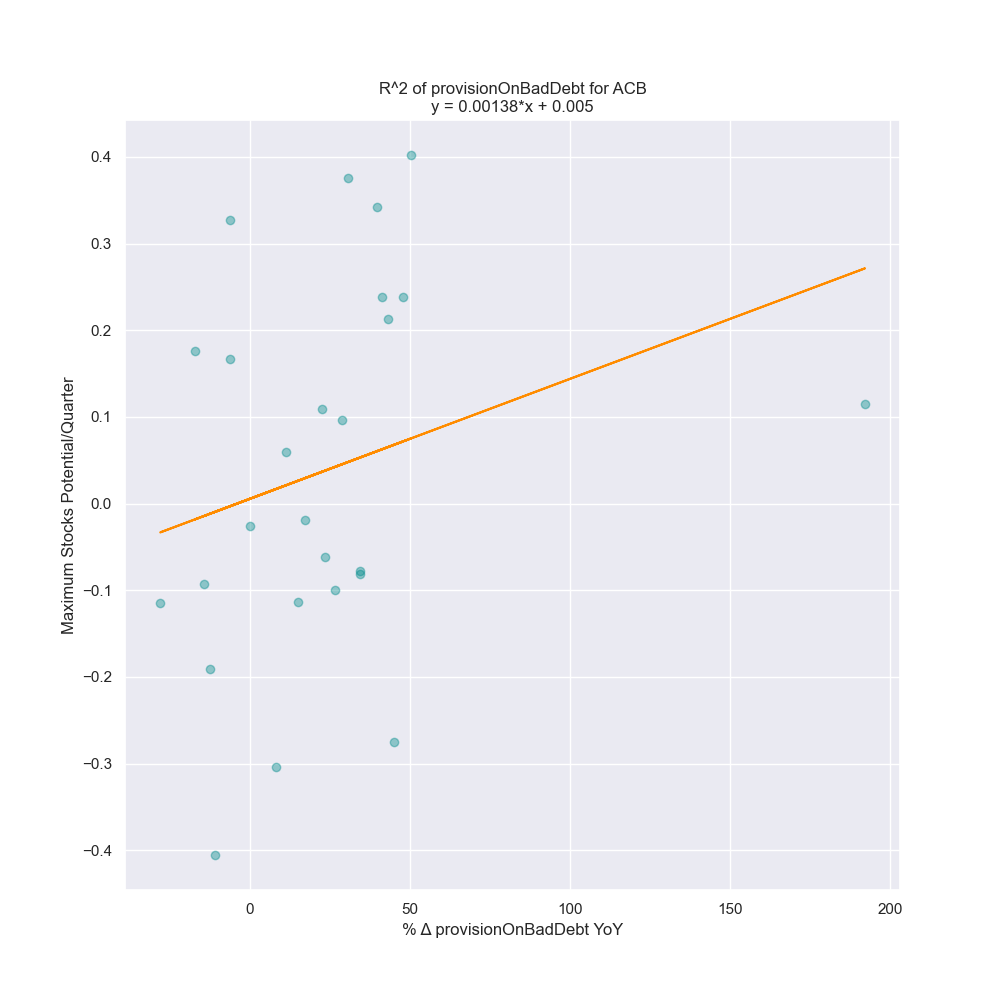 R^2 of provisionOnBadDebt for ACB
y = 0.00138*x + 0.005
Maximum Stocks Potential/Quarter
0.4
0.3
0.2
0.1
0.0
−0.1
−0.2
−0.3
−0.4
0 50 100 150 200
% Δ provisionOnBadDebt YoY